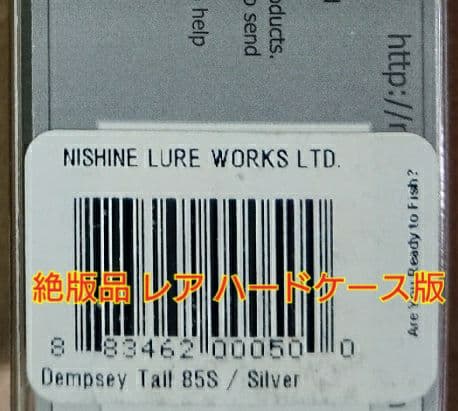 oducts.
o send
help
http://
NISHINE LURE WORKS LTD.
Are You Ready to Fish?
絶版品 レア ハードケース版
8 83462 00050 0
Dempsey Tail 85S / Silver